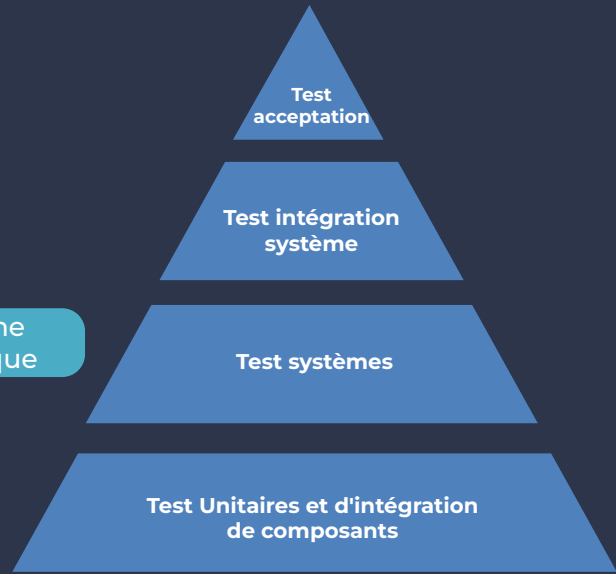 Test
acceptation
Test intégration
système
Test systèmes
Test Unitaires et d'intégration
de composants